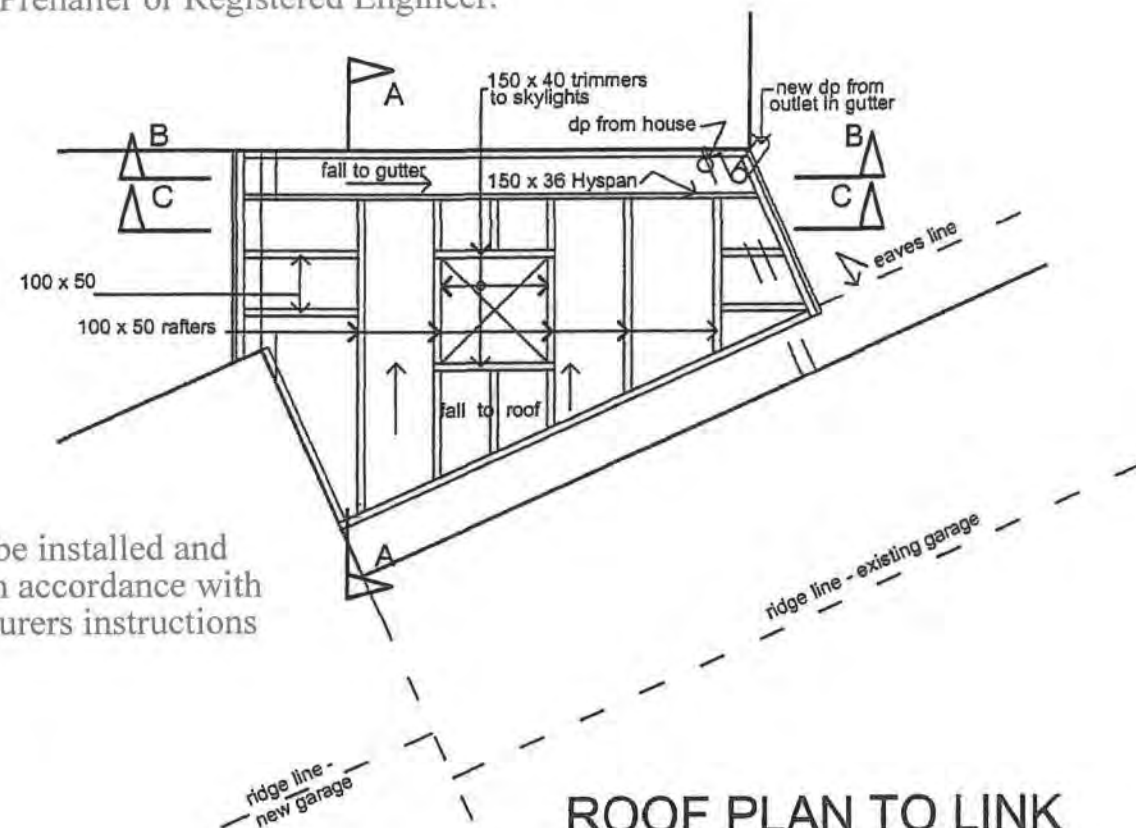 Prenailer or Registered Engineer.
A
150 x 40 trimmers
to skylights
new dp from
outlet in gutter
dp from house
B
B
fall to gutter
150 x 36 Hyspan
C
C
eaves line
100 x 50
100 x 50 rafters
fall to roof
be installed and
accordance with
instructions
A
ridge line - existing garage
ridge line -
new garage
ROOF PLAN TO LINK